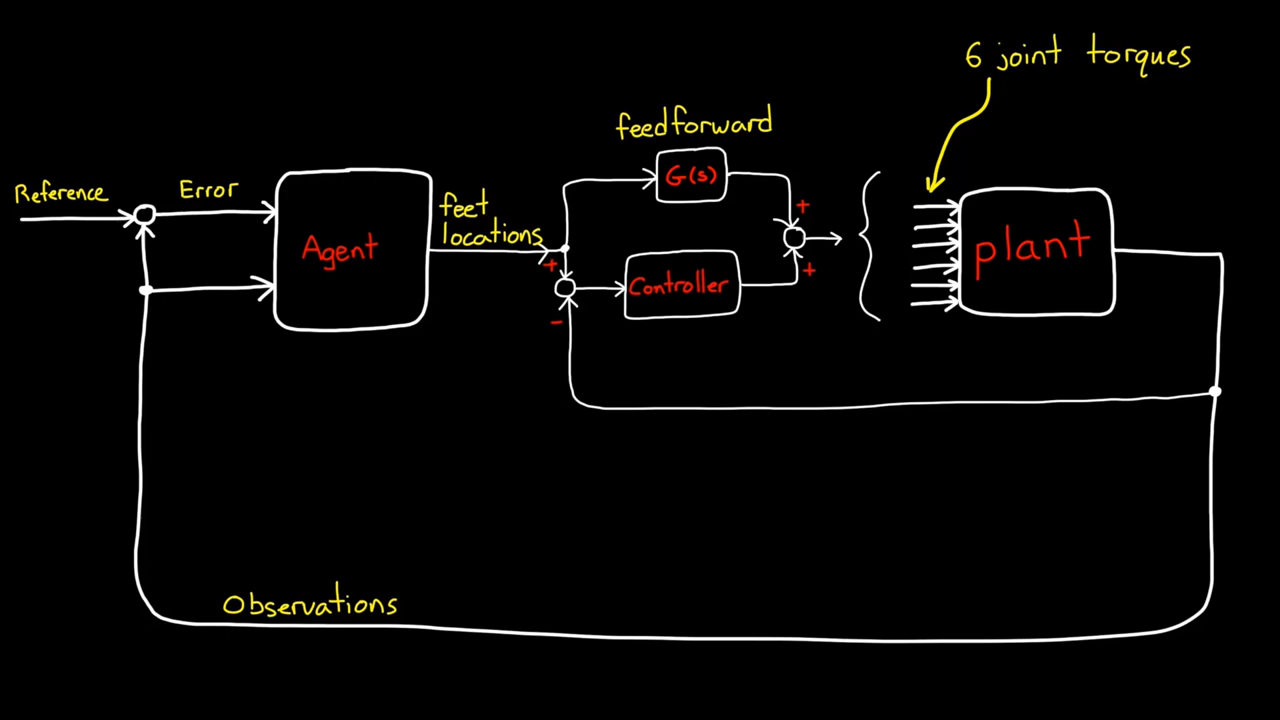 6 joint torques
feedforward
Reference
Error
G(s)
+
feet
locations
Agent
plant
+
+
Controller
-
Observations